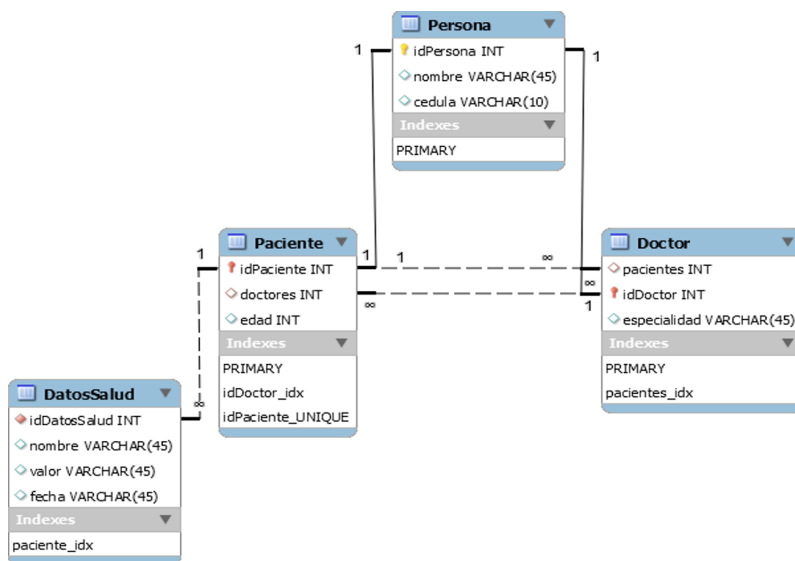 Persona
1
idPersona INT
1
nombre VARCHAR(45)
cedula VARCHAR(10)
Indexes
PRIMARY
Paciente
1
idPaciente INT
1
1
∞
doctores INT
∞
edad INT
Indexes
PRIMARY
idDoctor_idx
idPaciente_UNIQUE
Doctor
pacientes INT
∞
idDoctor INT
1
especialidad VARCHAR(45)
Indexes
PRIMARY
pacientes_idx
DatosSalud
∞
idDatosSalud INT
nombre VARCHAR(45)
valor VARCHAR(45)
fecha VARCHAR(45)
Indexes
paciente_idx